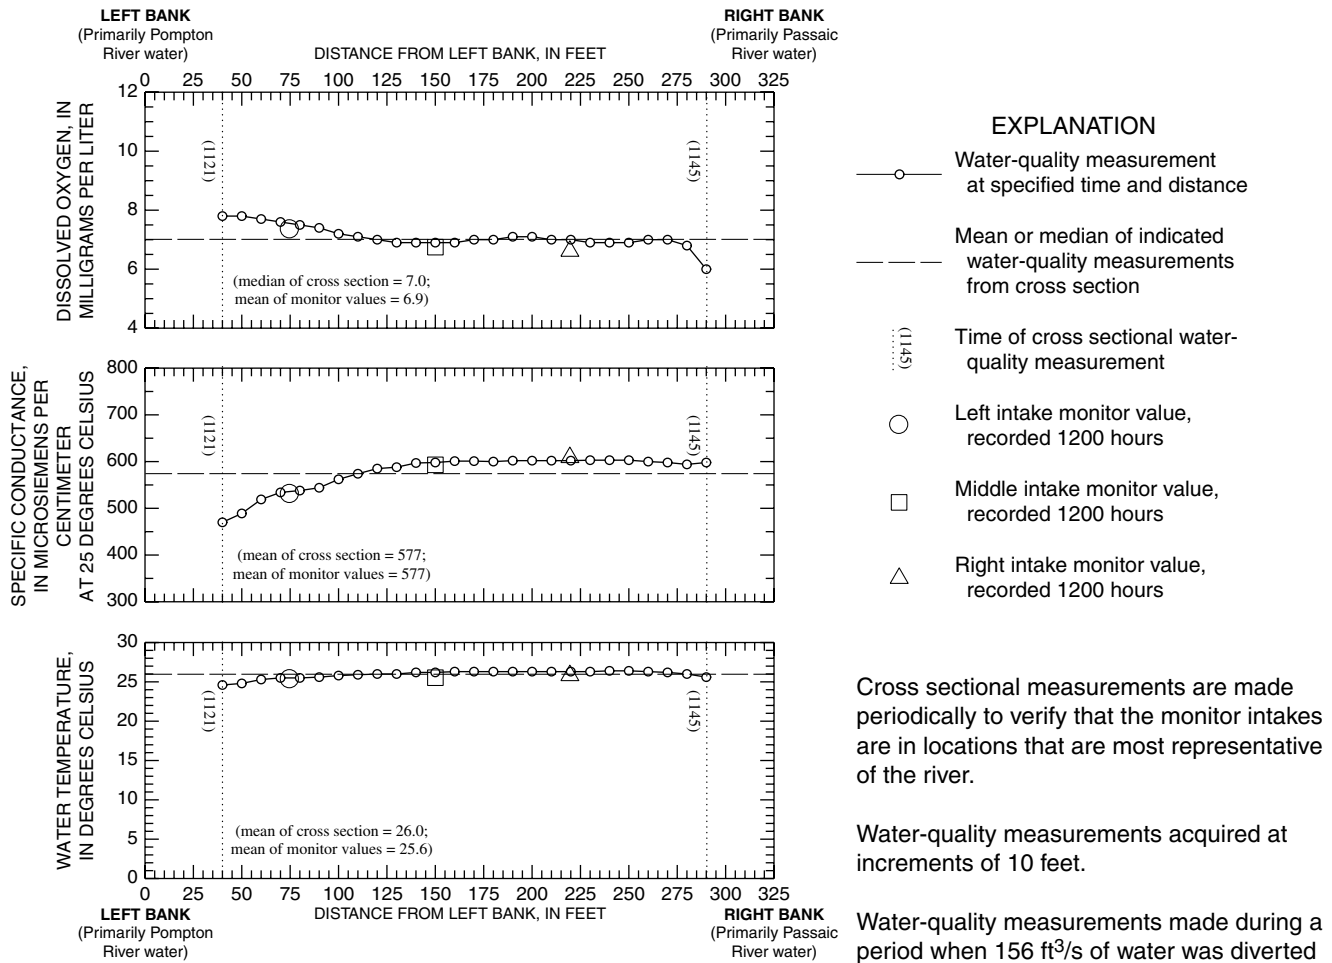 LEFT BANK
(Primarily Pompton
River water)
DISTANCE FROM LEFT BANK, IN FEET
RIGHT BANK
(Primarily Passaic
River water)
0 25 50 75 100 125 150 175 200 225 250 275 300 325
DISSOLVED OXYGEN, IN
MILLIGRAMS PER LITER
12
10
8
6
4
(1121)
(1145)
(median of cross section = 7.0;
mean of monitor values = 6.9)
SPECIFIC CONDUCTANCE,
IN MICROSIEMENS PER
CENTIMETER
AT 25 DEGREES CELSIUS
800
700
600
500
400
300
(1121)
(1145)
(mean of cross section = 577;
mean of monitor values = 577)
WATER TEMPERATURE,
IN DEGREES CELSIUS
30
25
20
15
10
5
0
(1121)
(1145)
(mean of cross section = 26.0;
mean of monitor values = 25.6)
0 25 50 75 100 125 150 175 200 225 250 275 300 325
LEFT BANK
(Primarily Pompton
River water)
DISTANCE FROM LEFT BANK, IN FEET
RIGHT BANK
(Primarily Passaic
River water)
EXPLANATION
Water-quality measurement
at specified time and distance
Mean or median of indicated
water-quality measurements
from cross section
(1145)
Time of cross sectional water-
quality measurement
Left intake monitor value,
recorded 1200 hours
Middle intake monitor value,
recorded 1200 hours
Right intake monitor value,
recorded 1200 hours
Cross sectional measurements are made
periodically to verify that the monitor intakes
are in locations that are most representative
of the river.
Water-quality measurements acquired at
increments of 10 feet.
Water-quality measurements made during a
period when 156 ft³/s of water was diverted